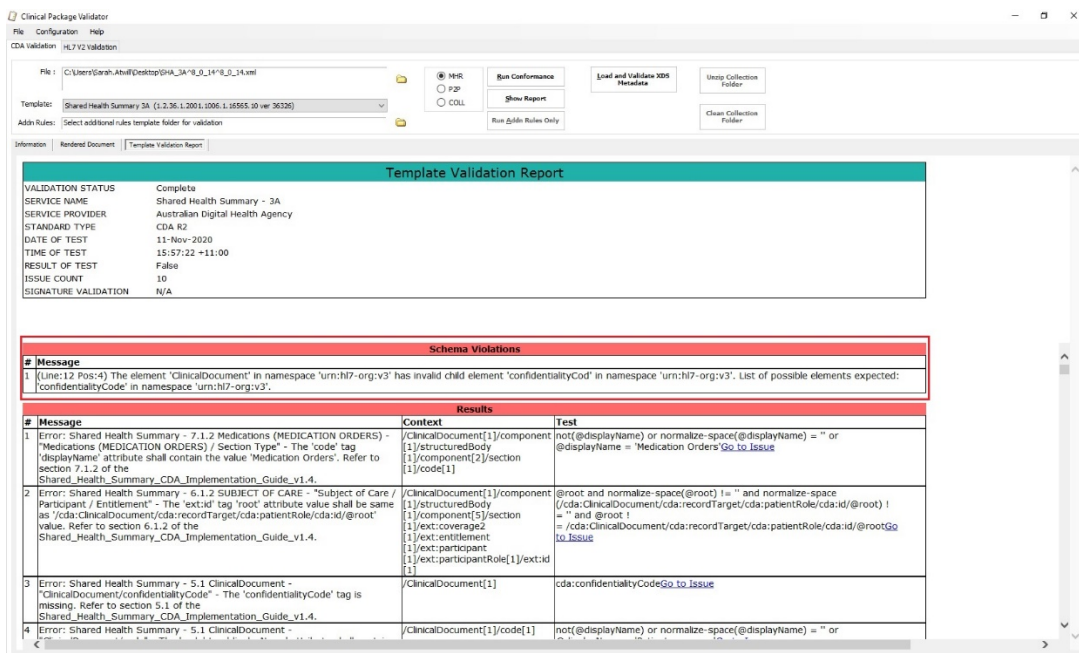 Clinical Package Validator
File Configuration Help
CDA Validation HL7 V2 Validation
File : C:\Users\Sarah.Atwill\Desktop\SHA_3A^8_0_14^8_0_14.xml
MHR
P2P
COLL
Run Conformance
Show Report
Run Addn Rules Only
Load and Validate XDS
Metadata
Unzip Collection
Folder
Clean Collection
Folder
Template: Shared Health Summary 3A (1.2.36.1.2001.1006.1.16565.10 ver 36326)
Addn Rules: Select additional rules template folder for validation
Information Rendered Document Template Validation Report
Template Validation Report
VALIDATION STATUS Complete
SERVICE NAME Shared Health Summary - 3A
SERVICE PROVIDER Australian Digital Health Agency
STANDARD TYPE CDA R2
DATE OF TEST 11-Nov-2020
TIME OF TEST 15:57:22 +11:00
RESULT OF TEST False
ISSUE COUNT 10
SIGNATURE VALIDATION N/A
Schema Violations
# Message
1 (Line:12 Pos:4) The element 'ClinicalDocument' in namespace 'urn:hl7-org:v3' has invalid child element 'confidentialityCod' in namespace 'urn:hl7-org:v3'. List of possible elements expected:
'confidentialityCode' in namespace 'urn:hl7-org:v3'.
Results
# Message Context Test
1 Error: Shared Health Summary - 7.1.2 Medications (MEDICATION ORDERS) -
"Medications (MEDICATION ORDERS) / Section Type" - The 'code' tag
'displayName' attribute shall contain the value 'Medication Orders'. Refer to
section 7.1.2 of the
Shared_Health_Summary_CDA_Implementation_Guide_v1.4.
/ClinicalDocument[1]/component
[1]/structuredBody
[1]/component[2]/section
[1]/code[1]
not(@displayName) or normalize-space(@displayName) = '' or
@displayName = 'Medication Orders'Go to Issue
2 Error: Shared Health Summary - 6.1.2 SUBJECT OF CARE - "Subject of Care /
Participant / Entitlement" - The 'ext:id' tag 'root' attribute value shall be same
as '/cda:ClinicalDocument/cda:recordTarget/cda:patientRole/cda:id/@root'
value. Refer to section 6.1.2 of the
Shared_Health_Summary_CDA_Implementation_Guide_v1.4.
/ClinicalDocument[1]/component
[1]/structuredBody
[1]/component[5]/section
[1]/ext:coverage2
[1]/ext:entitlement
[1]/ext:participant
[1]/ext:participantRole[1]/ext:id
[1]
@root and normalize-space(@root) != '' and normalize-space
(/cda:ClinicalDocument/cda:recordTarget/cda:patientRole/cda:id/@root) !
= '' and @root !
= /cda:ClinicalDocument/cda:recordTarget/cda:patientRole/cda:id/@rootGo
to Issue
3 Error: Shared Health Summary - 5.1 ClinicalDocument -
"ClinicalDocument/confidentialityCode" - The 'confidentialityCode' tag is
missing. Refer to section 5.1 of the
Shared_Health_Summary_CDA_Implementation_Guide_v1.4.
/ClinicalDocument[1]
cda:confidentialityCodeGo to Issue
4 Error: Shared Health Summary - 5.1 ClinicalDocument -
/ClinicalDocument[1]/code[1]
not(@displayName) or normalize-space(@displayName) = '' or